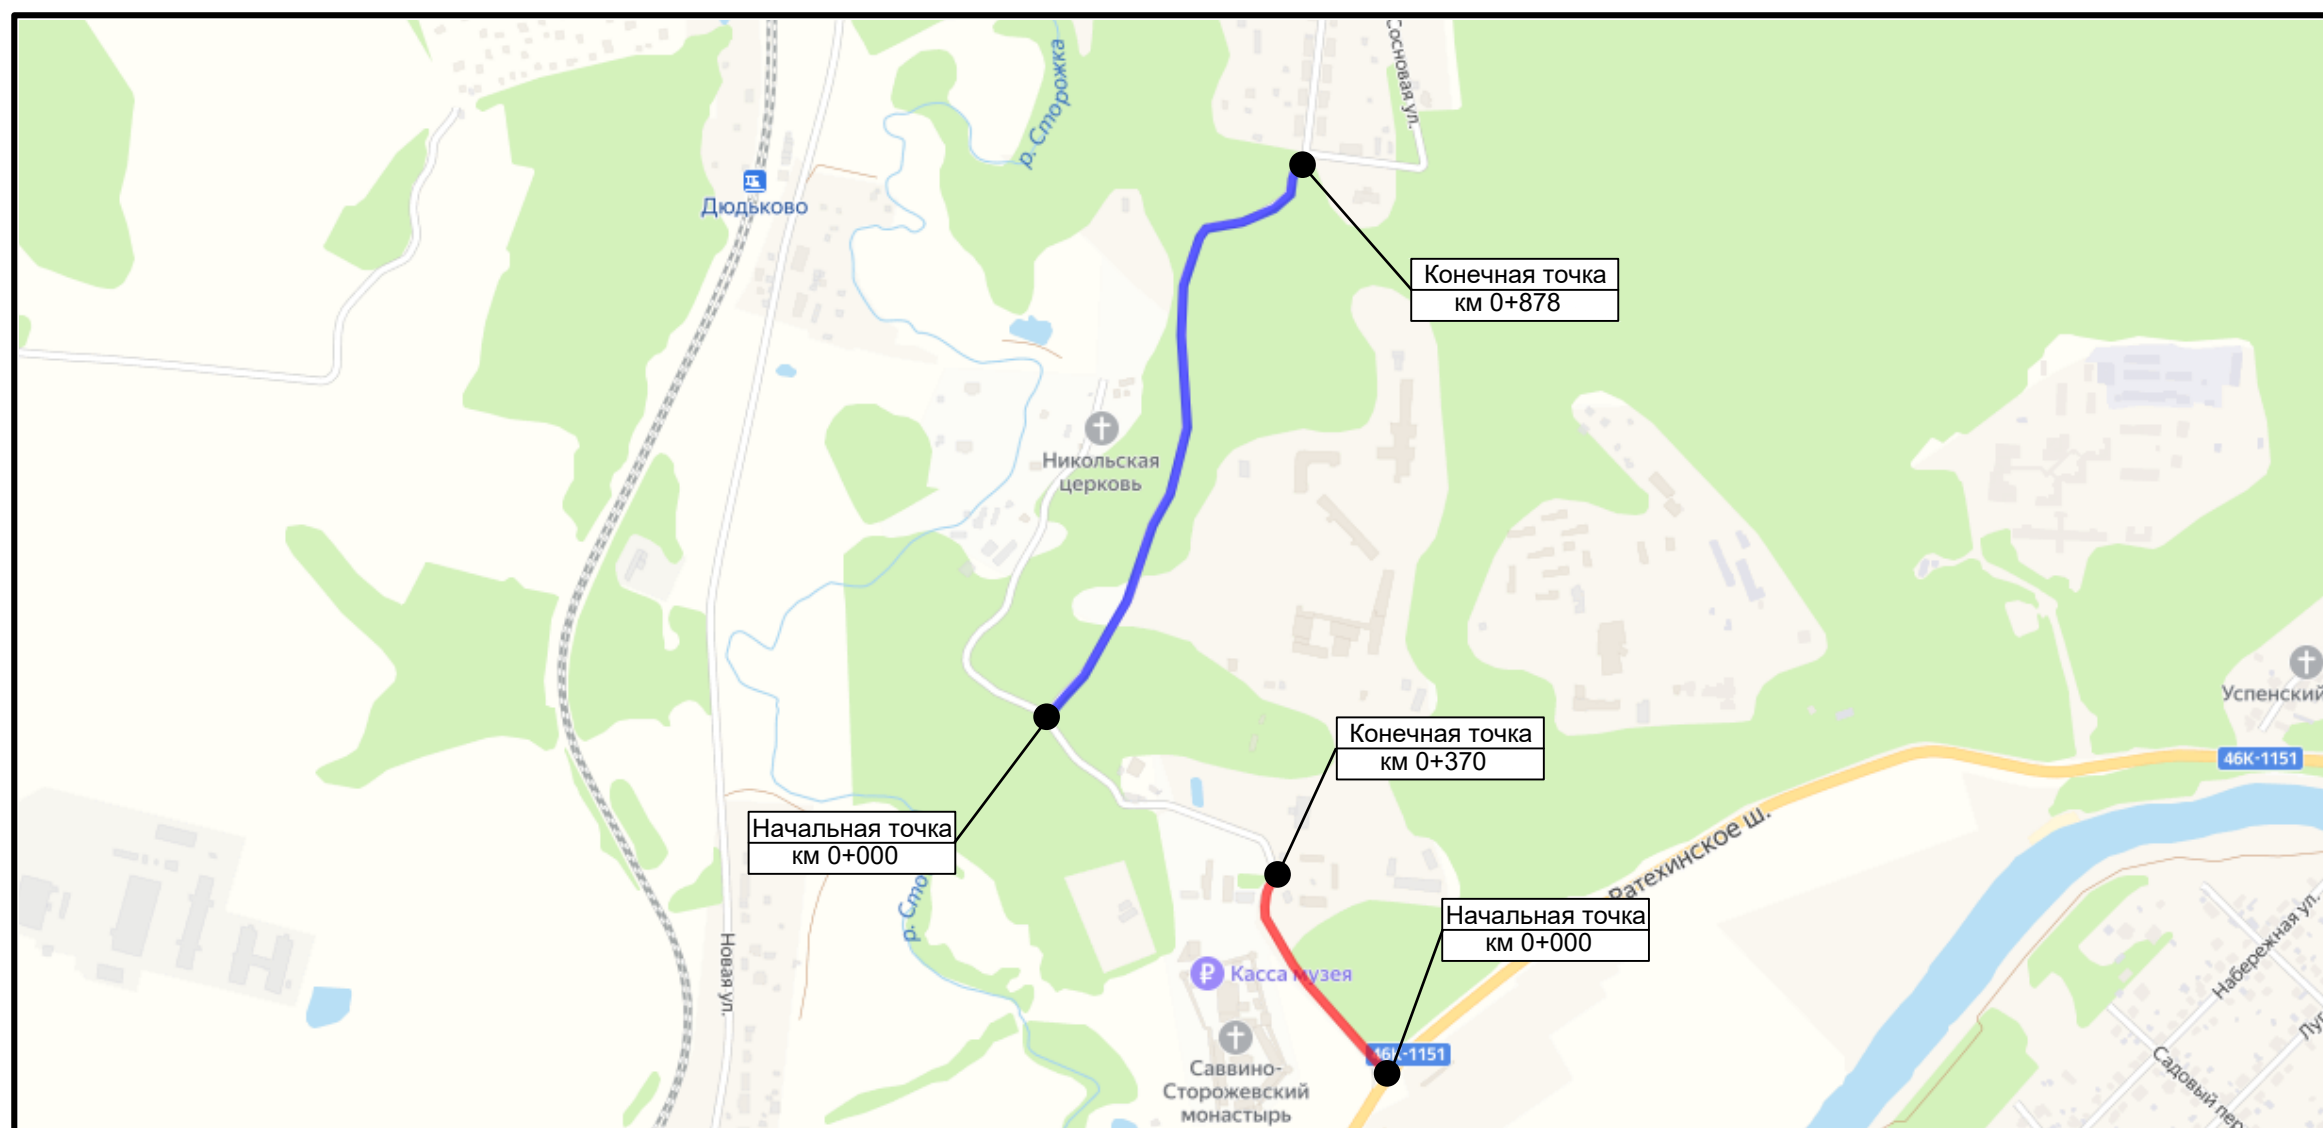 р. Сторожка
Сосновая ул.
Дюдьково
Конечная точка
км 0+878
Никольская
церковь
Успенский
Конечная точка
км 0+370
46К-1151
Начальная точка
км 0+000
р. Сто
Ратехинское ш.
Начальная точка
км 0+000
Новая ул.
Касса музея
Набережная ул.
46К-1151
Саввино-
Сторожевский
монастырь
Садовый пер